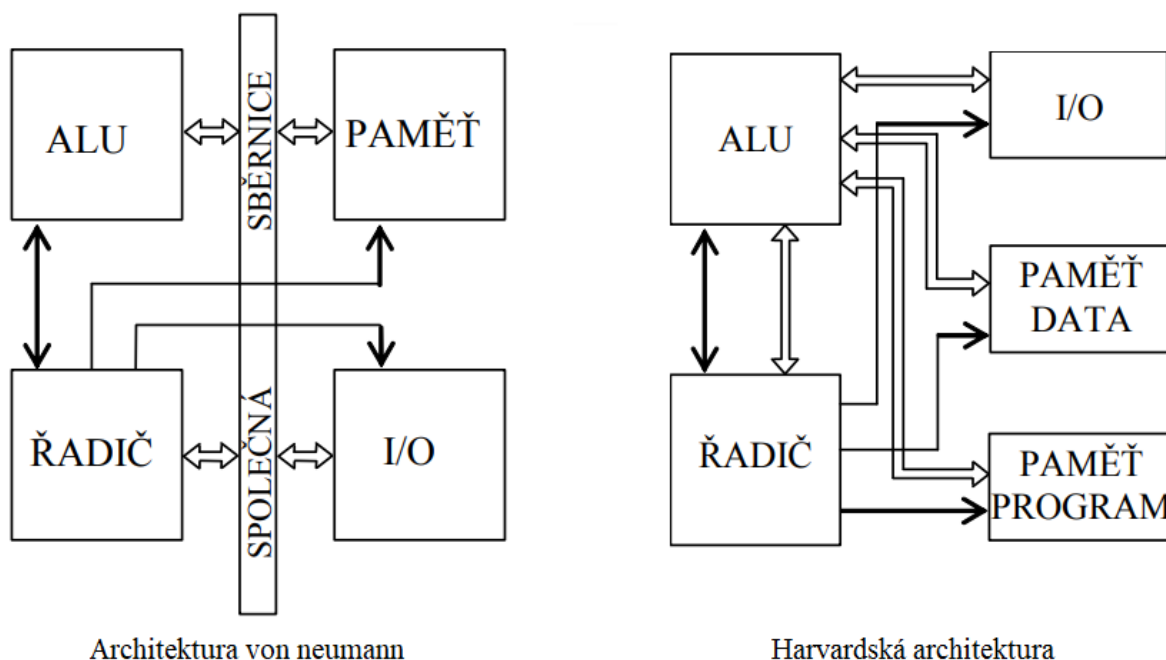 ALU
SPOLEČNÁ SBĚRNICE
PAMĚŤ
ŘADIČ
I/O
Architektura von neumann
ALU
I/O
PAMĚŤ
DATA
ŘADIČ
PAMĚŤ
PROGRAM
Harvardská architektura